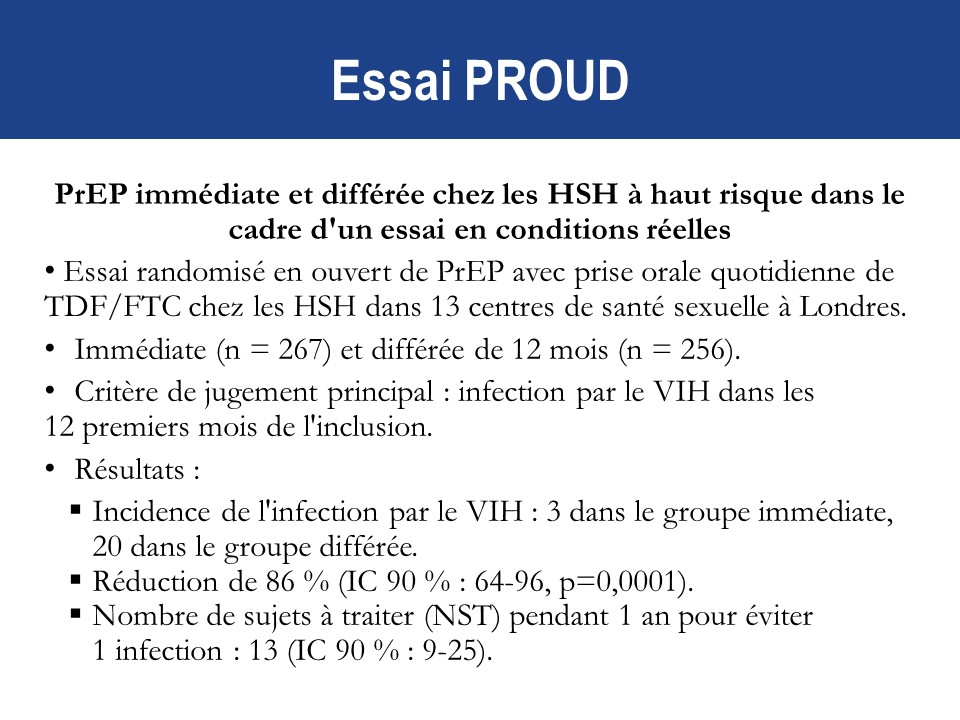 Essai PROUD
PrEP immédiate et différée chez les HSH à haut risque dans le
cadre d'un essai en conditions réelles
• Essai randomisé en ouvert de PrEP avec prise orale quotidienne de
TDF/FTC chez les HSH dans 13 centres de santé sexuelle à Londres.
• Immédiate (n = 267) et différée de 12 mois (n = 256).
• Critère de jugement principal : infection par le VIH dans les
12 premiers mois de l'inclusion.
• Résultats :
▪ Incidence de l'infection par le VIH : 3 dans le groupe immédiate,
20 dans le groupe différée.
▪ Réduction de 86 % (IC 90 % : 64-96, p=0,0001).
▪ Nombre de sujets à traiter (NST) pendant 1 an pour éviter
1 infection : 13 (IC 90 % : 9-25).